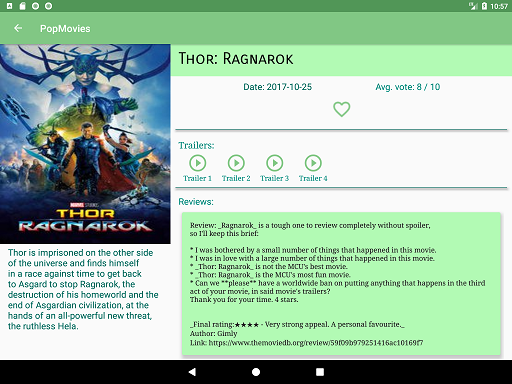 10:57
PopMovies
MARVEL STUDIOS
THOR
RAGNAROK
Thor is imprisoned on the other side
of the universe and finds himself
in a race against time to get back
to Asgard to stop Ragnarok, the
destruction of his homeworld and the
end of Asgardian civilization, at the
hands of an all-powerful new threat,
the ruthless Hela.
Thor: Ragnarok
Date: 2017-10-25 Avg. vote: 8 / 10
Trailers:
Trailer 1 Trailer 2 Trailer 3 Trailer 4
Reviews:
Review: _Ragnarok_ is a tough one to review completely without spoiler,
so I'll keep this brief:
* I was bothered by a small number of things that happened in this movie.
* I was in love with a large number of things that happened in this movie.
* _Thor: Ragnarok_ is not the MCU's best movie.
* _Thor: Ragnarok_ is the MCU's most fun movie.
* Can we **please** have a worldwide ban on putting anything that happens in the third
act of your movie, in said movie's trailers?
Thank you for your time. 4 stars.
_Final rating:★★★★ - Very strong appeal. A personal favourite._
Author: Gimly
Link: https://www.themoviedb.org/review/59f09b979251416ac10169f7